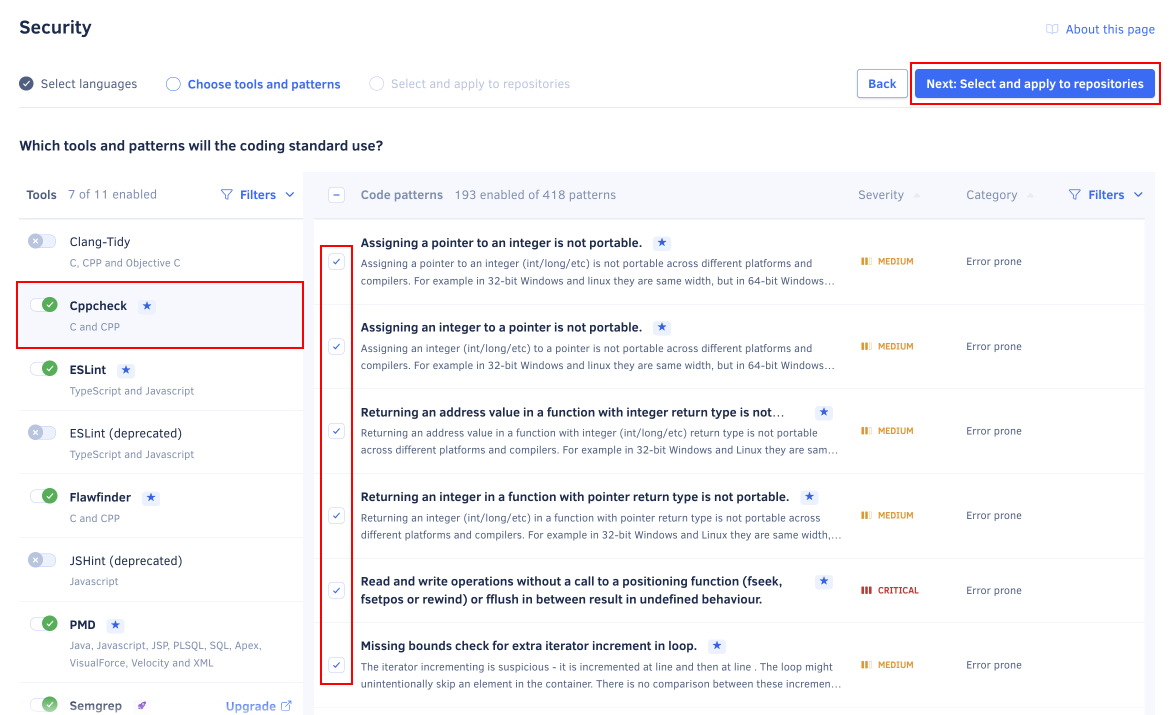 Security
About this page
Select languages
Choose tools and patterns
Select and apply to repositories
Back
Next: Select and apply to repositories
Which tools and patterns will the coding standard use?
Tools 7 of 11 enabled Filters
Code patterns 193 enabled of 418 patterns Severity Category Filters
Clang-Tidy
C, CPP and Objective C
Cppcheck
C and CPP
ESLint
TypeScript and Javascript
ESLint (deprecated)
TypeScript and Javascript
Flawfinder
C and CPP
JSHint (deprecated)
Javascript
PMD
Java, Javascript, JSP, PLSQL, SQL, Apex,
VisualForce, Velocity and XML
Semgrep Upgrade
Assigning a pointer to an integer is not portable.
Assigning a pointer to an integer (int/long/etc) is not portable across different platforms and
compilers. For example in 32-bit Windows and linux they are same width, but in 64-bit Windows…
MEDIUM
Error prone
Assigning an integer to a pointer is not portable.
Assigning an integer (int/long/etc) to a pointer is not portable across different platforms and
compilers. For example in 32-bit Windows and linux they are same width, but in 64-bit Windows…
MEDIUM
Error prone
Returning an address value in a function with integer return type is not…
Returning an address value in a function with integer (int/long/etc) return type is not portable
across different platforms and compilers. For example in 32-bit Windows and Linux they are sam…
MEDIUM
Error prone
Returning an integer in a function with pointer return type is not portable.
Returning an integer (int/long/etc) in a function with pointer return type is not portable across
different platforms and compilers. For example in 32-bit Windows and Linux they are same width,…
MEDIUM
Error prone
Read and write operations without a call to a positioning function (fseek,
fsetpos or rewind) or fflush in between result in undefined behaviour.
CRITICAL
Error prone
Missing bounds check for extra iterator increment in loop.
The iterator incrementing is suspicious - it is incremented at line and then at line . The loop might
unintentionally skip an element in the container. There is no comparison between these incremen…
MEDIUM
Error prone